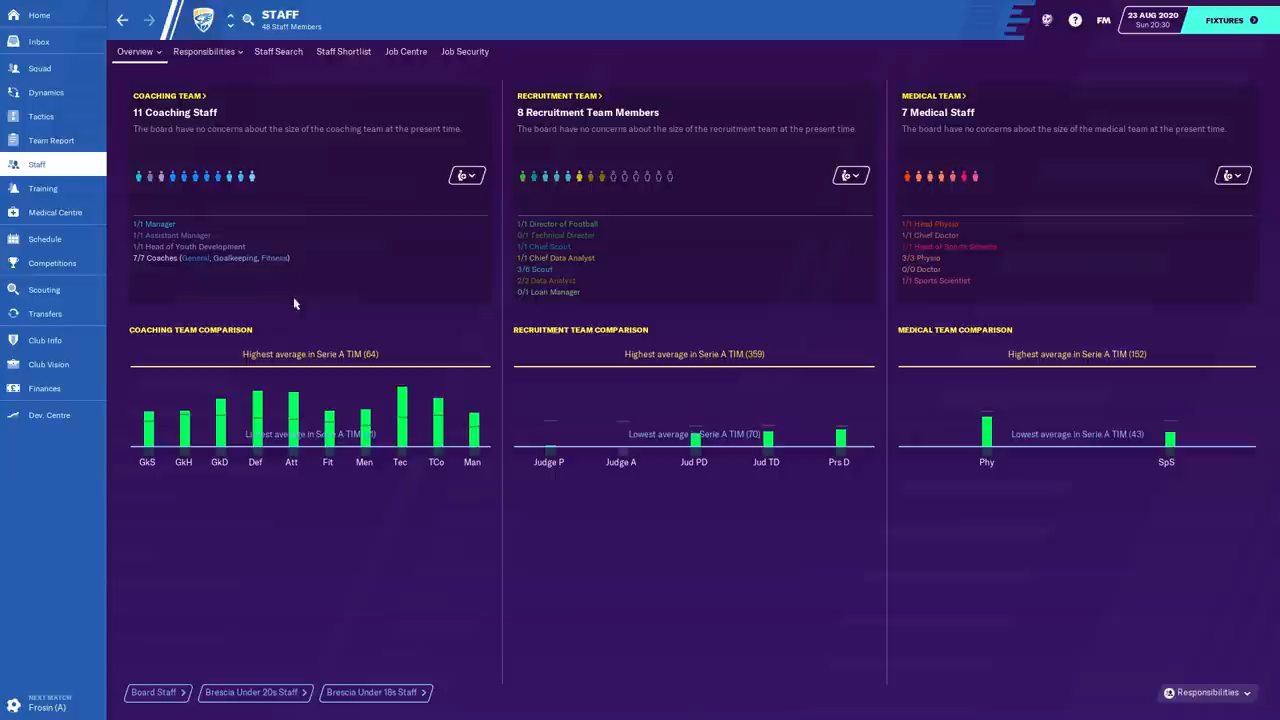 Home
Inbox
Squad
Dynamics
Tactics
Team Report
Staff
Training
Medical Centre
Schedule
Competitions
Scouting
Transfers
Club Info
Club Vision
Finances
Dev. Centre
NEXT MATCH
Frosin (A)
STAFF
48 Staff Members
FM
23 AUG 2020
Sun 20:30
FIXTURES
Overview
Responsibilities
Staff Search
Staff Shortlist
Job Centre
Job Security
COACHING TEAM
11 Coaching Staff
The board have no concerns about the size of the coaching team at the present time.
1/1 Manager
1/1 Assistant Manager
1/1 Head of Youth Development
7/7 Coaches (General, Goalkeeping, Fitness)
COACHING TEAM COMPARISON
Highest average in Serie A TIM (64)
Lowest average in Serie A TIM
GkS GkH GkD Def Att Fit Men Tec TCo Man
RECRUITMENT TEAM
8 Recruitment Team Members
The board have no concerns about the size of the recruitment team at the present time.
1/1 Director of Football
0/1 Technical Director
1/1 Chief Scout
1/1 Chief Data Analyst
3/6 Scout
2/2 Data Analyst
0/1 Loan Manager
RECRUITMENT TEAM COMPARISON
Highest average in Serie A TIM (359)
Lowest average in Serie A TIM (70)
Judge P Judge A Jud PD Jud TD Prs D
MEDICAL TEAM
7 Medical Staff
The board have no concerns about the size of the medical team at the present time.
1/1 Head Physio
1/1 Chief Doctor
1/1 Head of Sports Science
3/3 Physio
0/0 Doctor
1/1 Sports Scientist
MEDICAL TEAM COMPARISON
Highest average in Serie A TIM (152)
Lowest average in Serie A TIM (43)
Phy SpS
Board Staff
Brescia Under 20s Staff
Brescia Under 18s Staff
Responsibilities